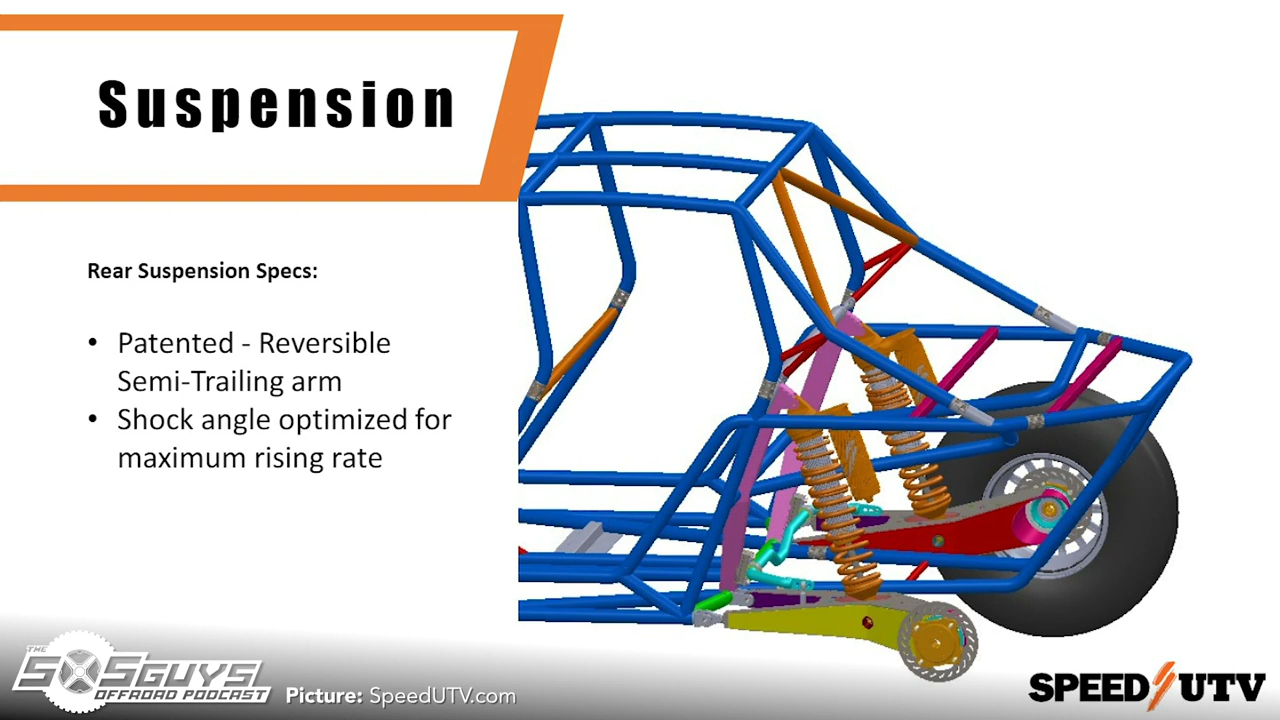 Suspension
Rear Suspension Specs:
• Patented - Reversible
Semi-Trailing arm
• Shock angle optimized for
maximum rising rate
THE
SOSGUYS
OFFROAD PODCAST
Picture: SpeedUTV.com
SPEED UTV